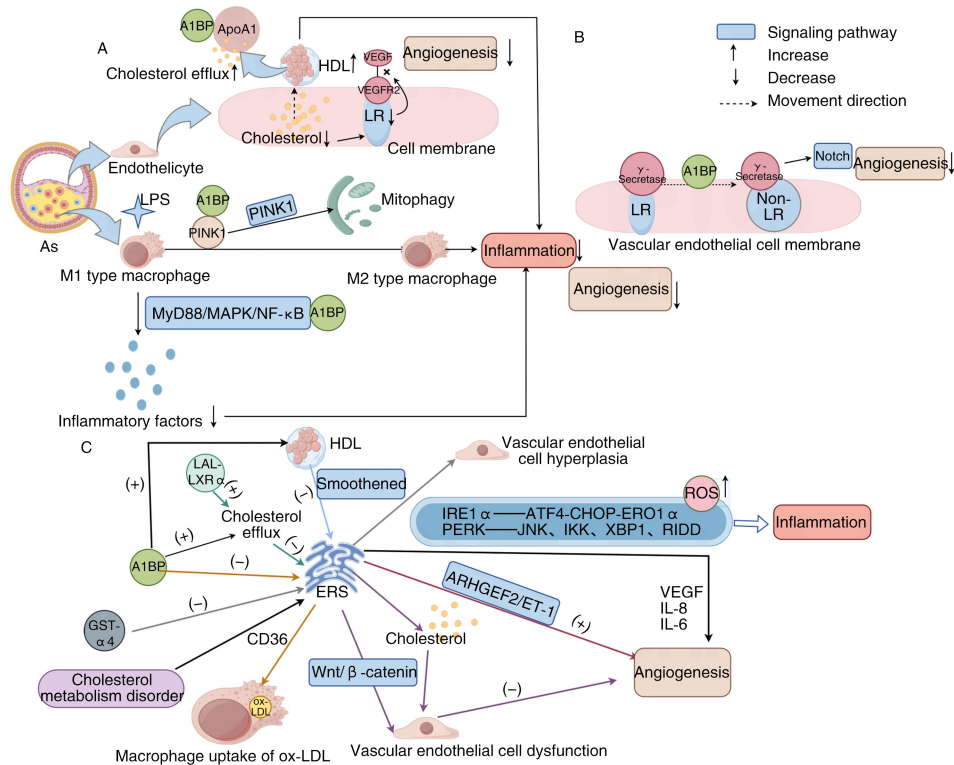 A
A1BP
ApoA1
Cholesterol efflux
HDL
VEGF
VEGFR2
LR
Angiogenesis
Cholesterol
Cell membrane
Endothelicyte
As
LPS
A1BP
PINK1
PINK1
Mitophagy
M1 type macrophage
M2 type macrophage
Inflammation
Angiogenesis
MyD88/MAPK/NF-κB
A1BP
Inflammatory factors
B
Signaling pathway
Increase
Decrease
Movement direction
γ-
Secretase
A1BP
γ-
Secretase
Notch
Angiogenesis
LR
Non-
LR
Vascular endothelial cell membrane
C
HDL
Vascular endothelial
cell hyperplasia
(+)
LAL-
LXR α
(+)
(−)
Smoothened
Cholesterol
efflux
(−)
ROS
IRE1 α——ATF4-CHOP-ERO1 α
PERK——JNK、IKK、XBP1、RIDD
Inflammation
A1BP
(+)
(−)
ERS
GST-
α4
(−)
ARHGEF2/ET-1
(+)
VEGF
IL-8
IL-6
CD36
Cholesterol
Cholesterol
metabolism disorder
Wnt/β-catenin
Angiogenesis
(−)
ox-
LDL
Macrophage uptake of ox-LDL
Vascular endothelial cell dysfunction